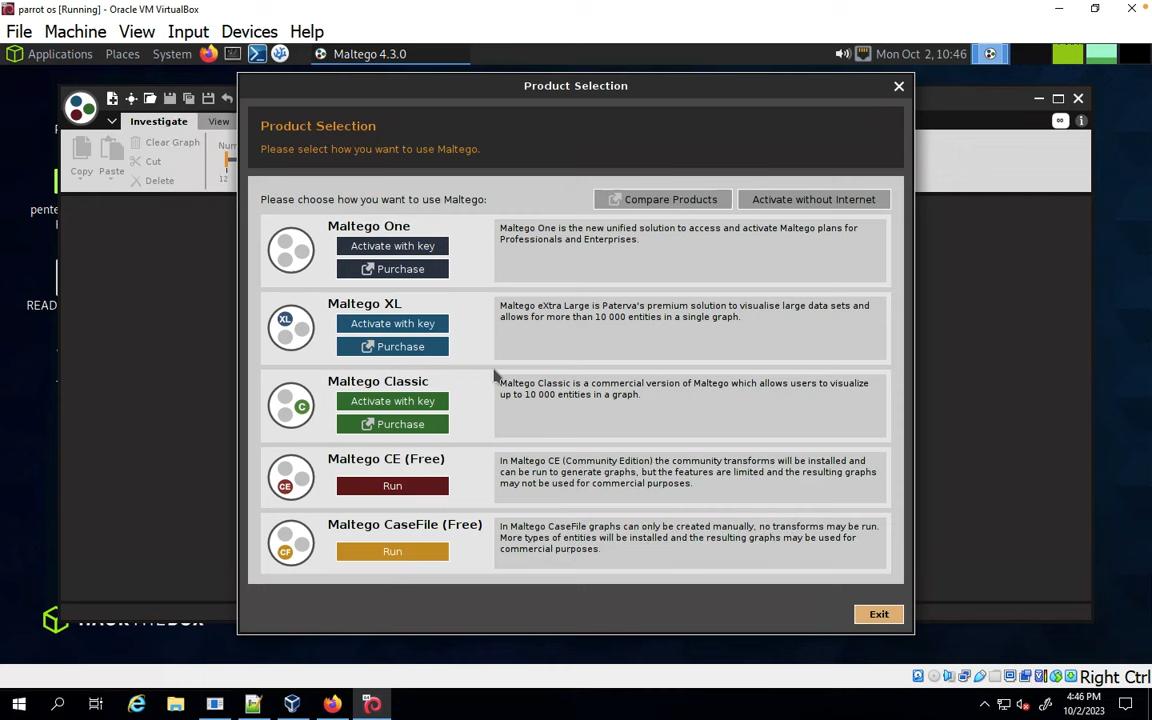 parrot os [Running] - Oracle VM VirtualBox
File Machine View Input Devices Help
Applications Places System Maltego 4.3.0 Mon Oct 2, 10:46
Product Selection
Investigate View
Copy Paste Clear Graph Cut Delete
12
Product Selection
Please select how you want to use Maltego.
Please choose how you want to use Maltego:
Compare Products Activate without Internet
Maltego One
Activate with key
Purchase
Maltego One is the new unified solution to access and activate Maltego plans for
Professionals and Enterprises.
XL
Maltego XL
Activate with key
Purchase
Maltego eXtra Large is Paterva's premium solution to visualise large data sets and
allows for more than 10 000 entities in a single graph.
C
Maltego Classic
Activate with key
Purchase
Maltego Classic is a commercial version of Maltego which allows users to visualize
up to 10 000 entities in a graph.
CE
Maltego CE (Free)
Run
In Maltego CE (Community Edition) the community transforms will be installed and
can be run to generate graphs, but the features are limited and the resulting graphs
may not be used for commercial purposes.
CF
Maltego CaseFile (Free)
Run
In Maltego CaseFile graphs can only be created manually, no transforms may be run.
More types of entities will be installed and the resulting graphs may be used for
commercial purposes.
Exit
Right Ctrl
4:46 PM
10/2/2023